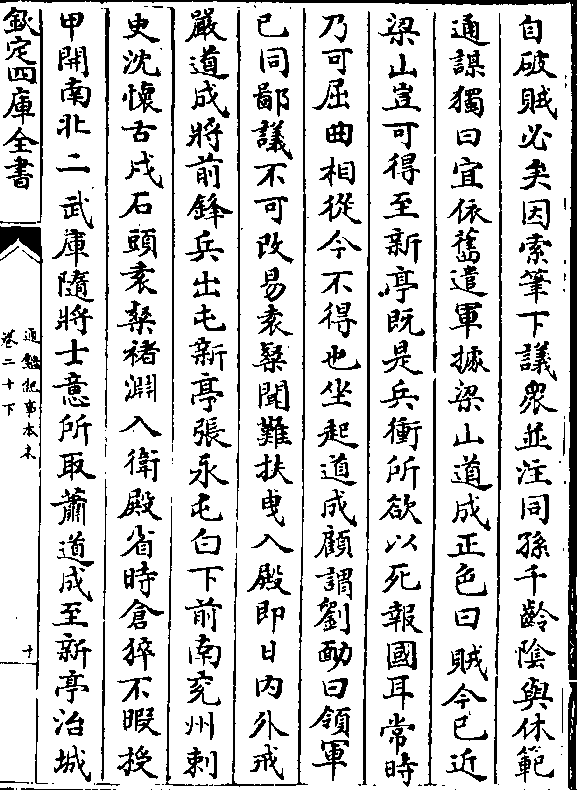 自破賊必矣因索筆下議衆並注同孫千齡陰與休範
通謀獨曰宜依舊遣軍據梁山道成正色曰賊今已近
梁山豈可得至新亭既是兵衝所欲以死報國耳常時
乃可屈曲相從今不得也坐起道成顧謂劉勔曰領軍
已同鄙議不可改易袁粲聞難扶曳入殿即日内外戒
嚴道成將前鋒兵出屯新亭張永屯白下前南兗州刺
史沈懷古戍石頭袁粲禇淵入衛殿省時倉猝不暇授
甲開南北二武庫隨將士意所取蕭道成至新亭治城
欽定四庫全書
通鑑紀事本末
卷二十下
十